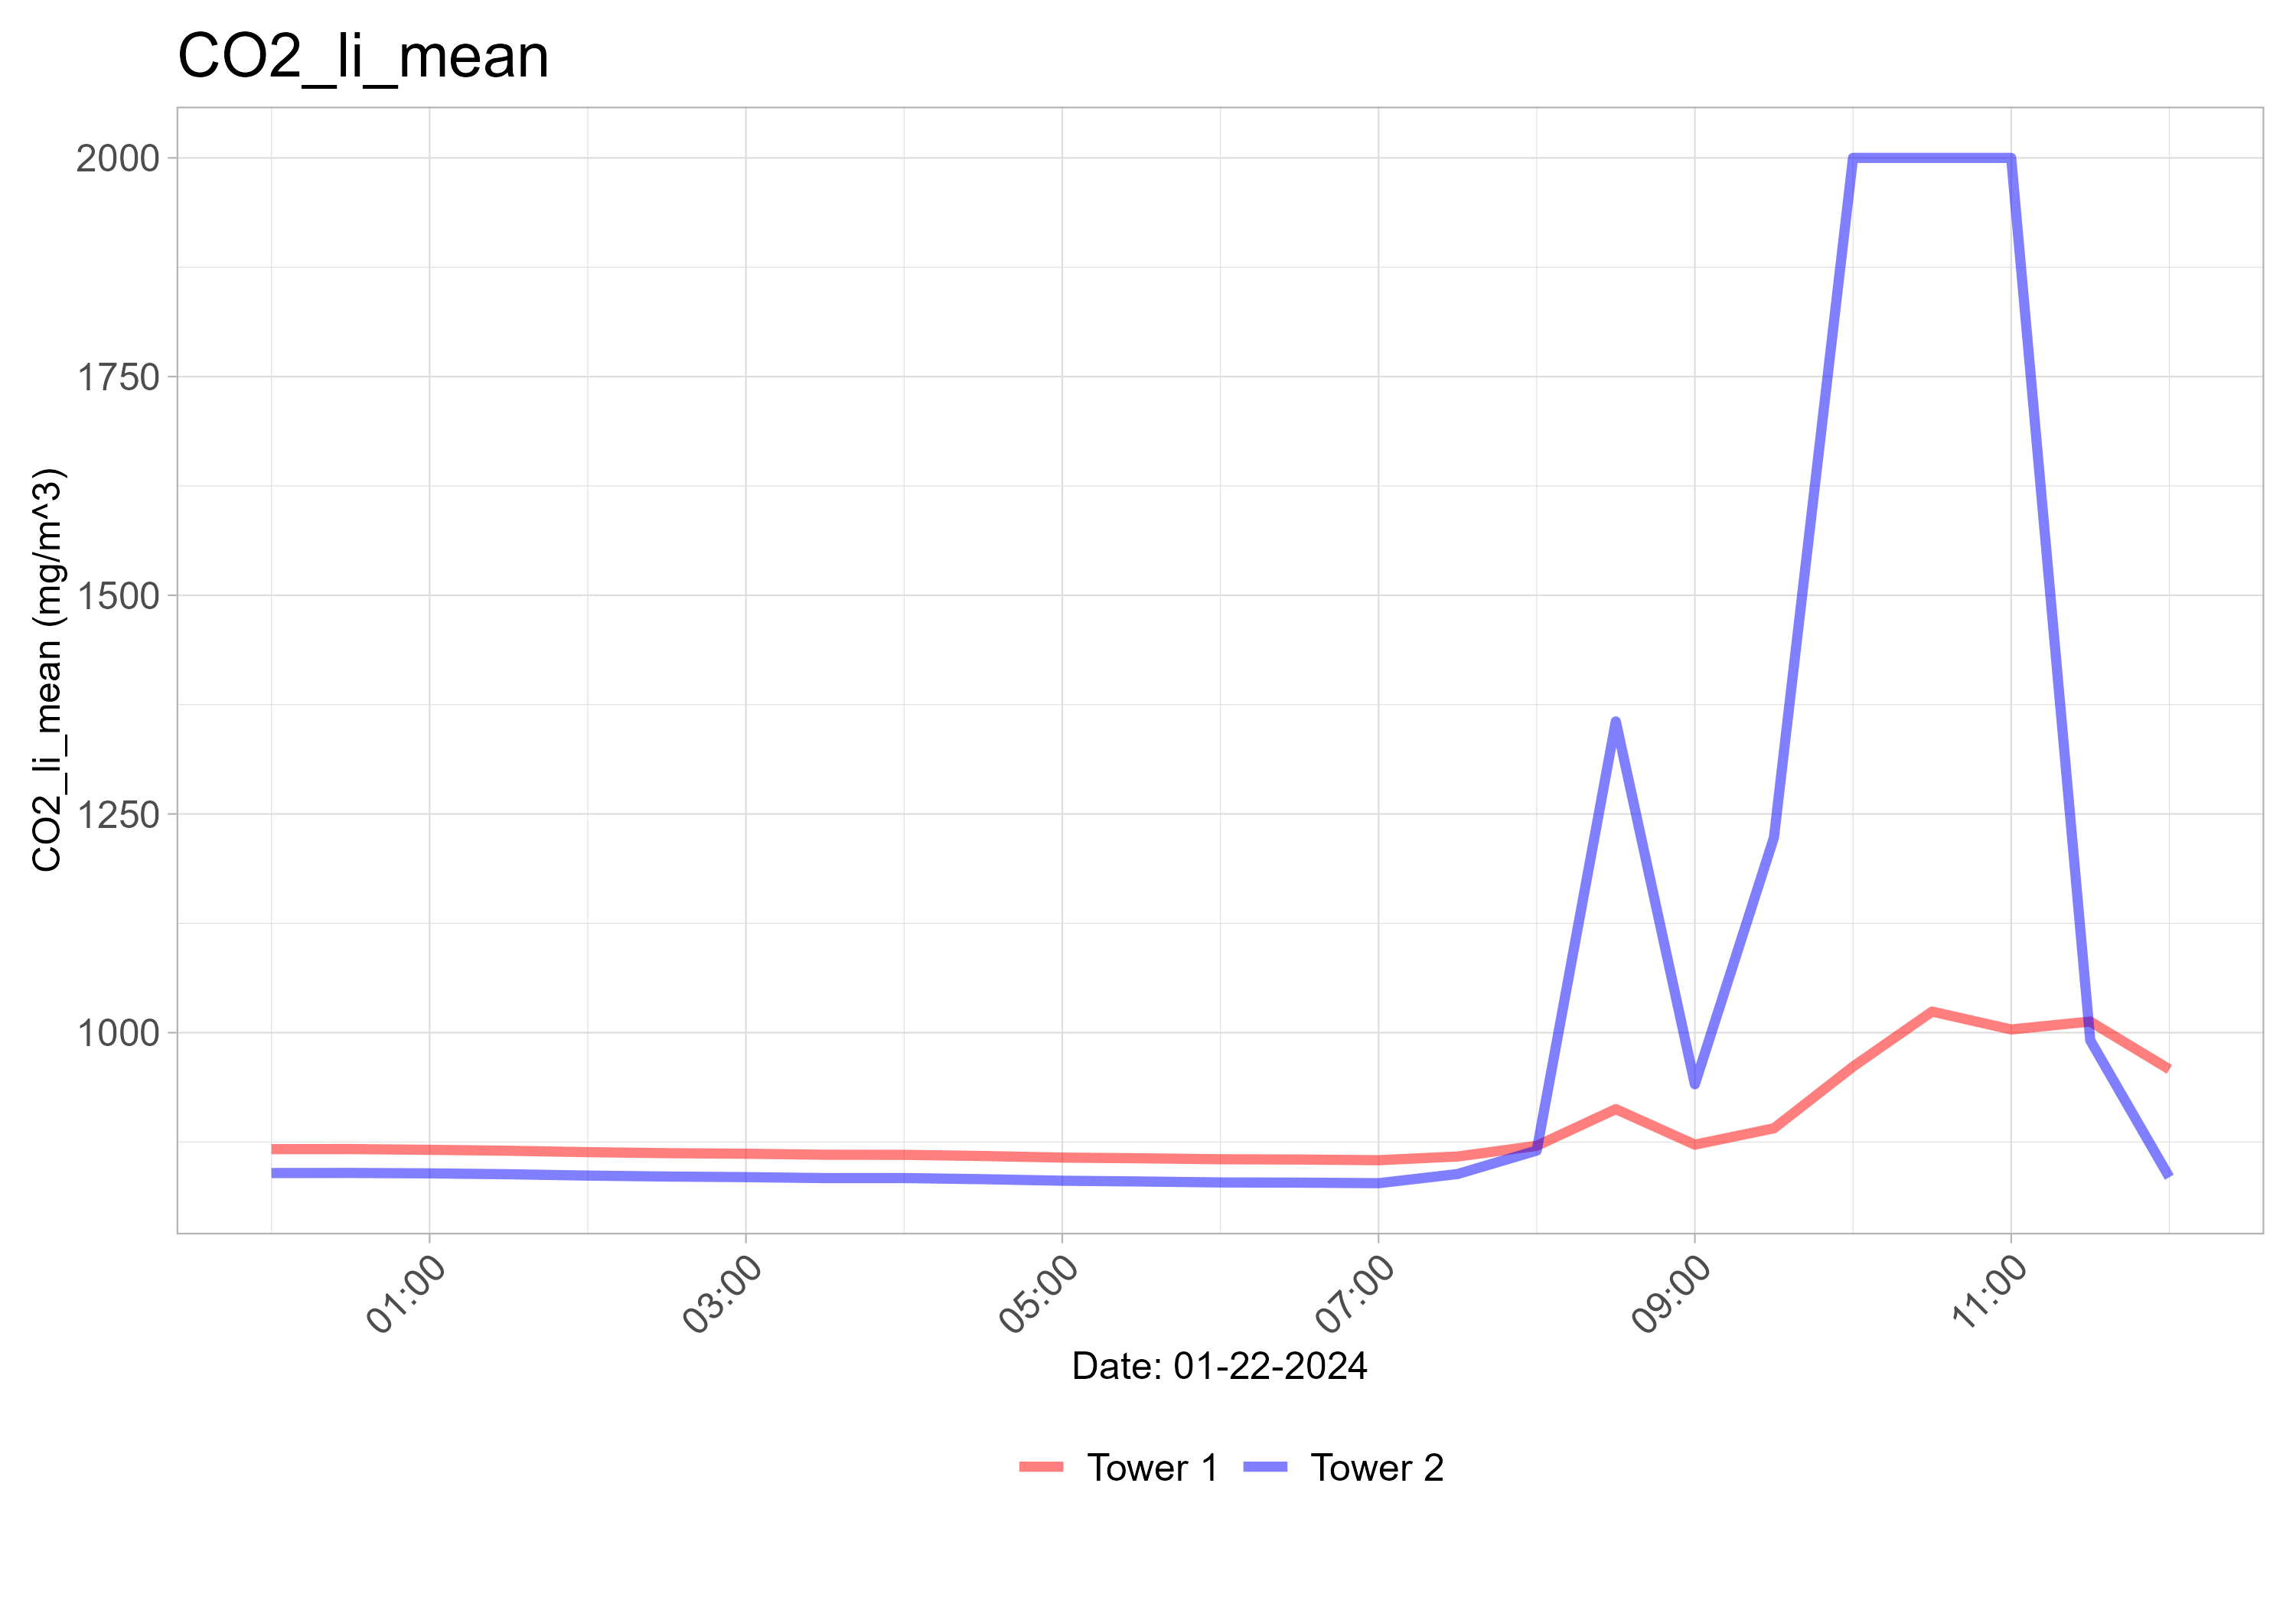 CO2_li_mean
CO2_li_mean (mg/m^3)
2000
1750
1500
1250
1000
01:00
03:00
05:00
07:00
09:00
11:00
Date: 01-22-2024
Tower 1
Tower 2